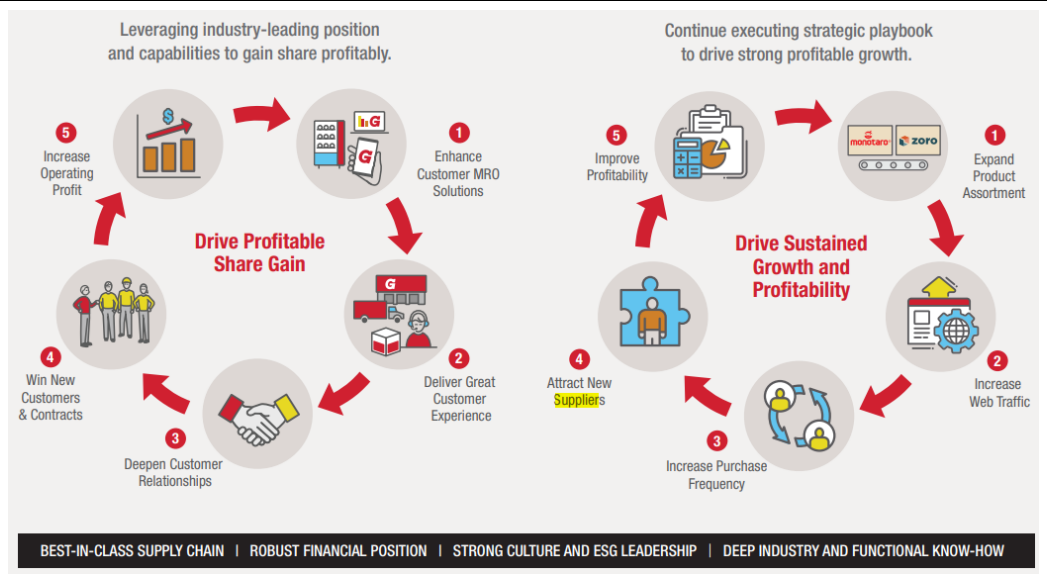 Leveraging industry-leading position
and capabilities to gain share profitably.
$
G
G
1
Enhance
Customer MRO
Solutions
G
2
Deliver Great
Customer
Experience
3
Deepen Customer
Relationships
4
Win New
Customers
& Contracts
5
Increase
Operating
Profit
Drive Profitable
Share Gain
Continue executing strategic playbook
to drive strong profitable growth.
monotaro
ZORO
1
Expand
Product
Assortment
2
Increase
Web Traffic
3
Increase Purchase
Frequency
4
Attract New
Suppliers
5
Improve
Profitability
Drive Sustained
Growth and
Profitability
BEST-IN-CLASS SUPPLY CHAIN | ROBUST FINANCIAL POSITION | STRONG CULTURE AND ESG LEADERSHIP | DEEP INDUSTRY AND FUNCTIONAL KNOW-HOW